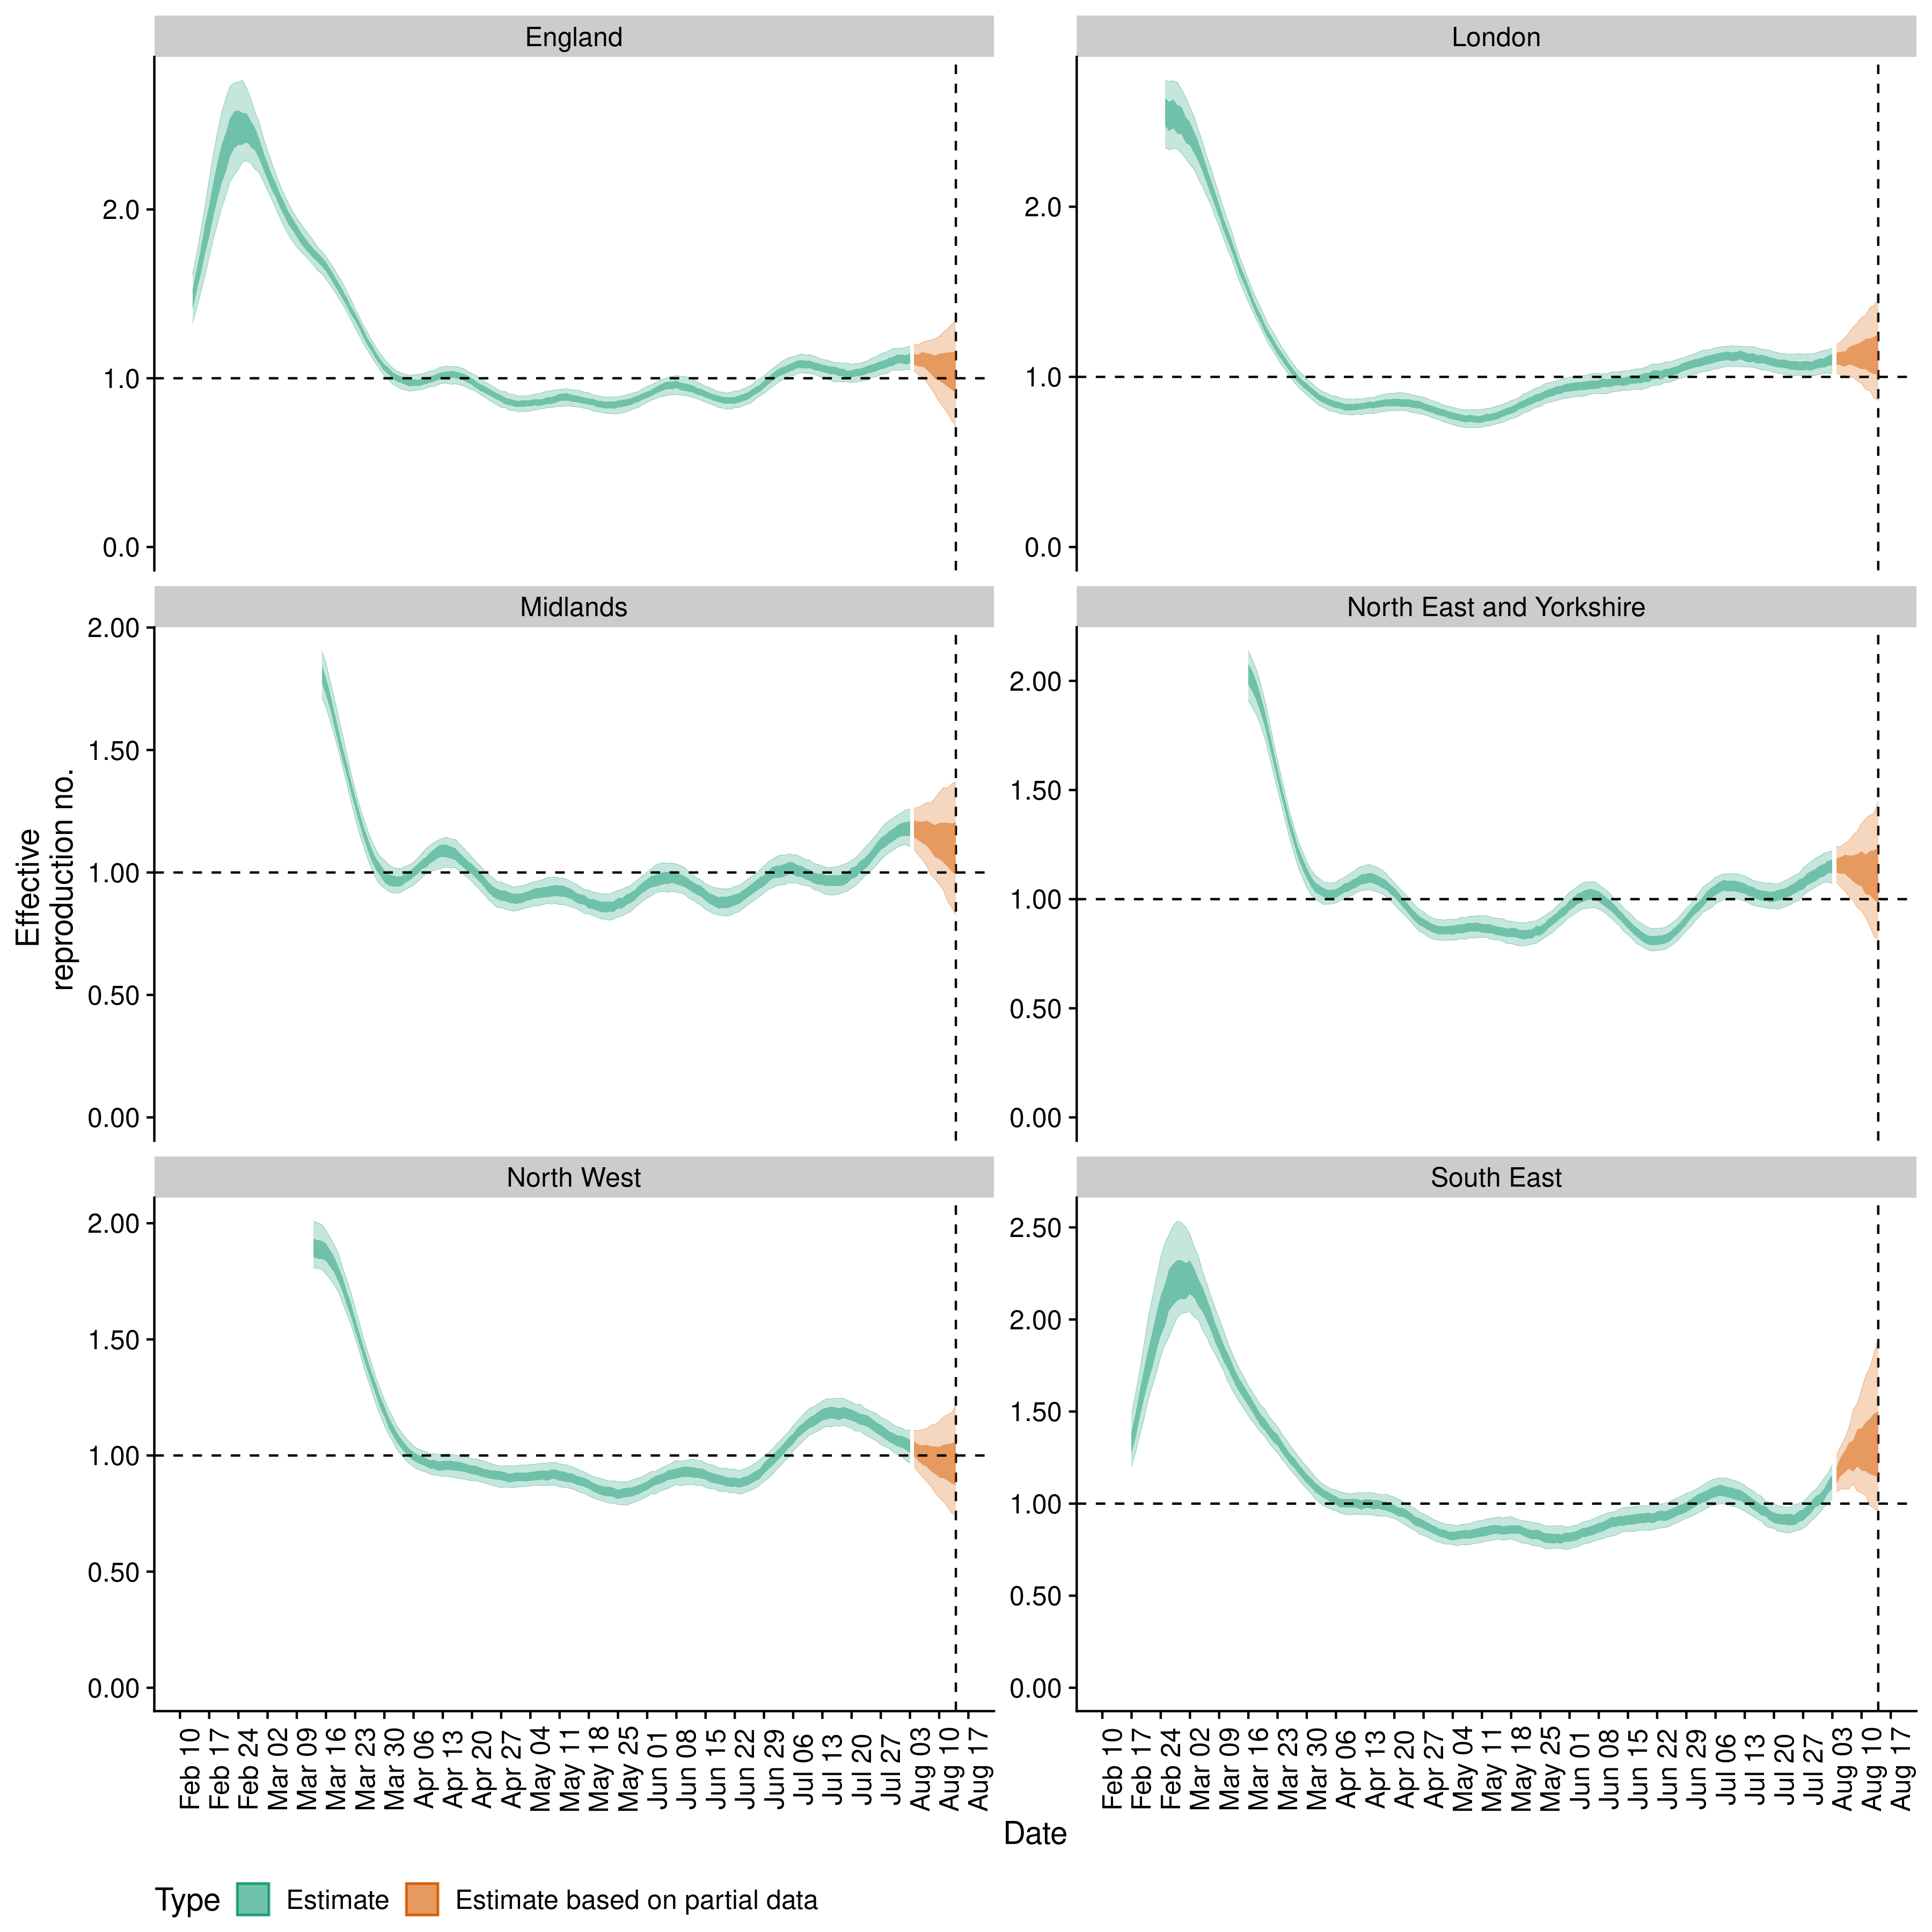 England
London
2.0
1.0
0.0
2.0
1.0
0.0
Midlands
North East and Yorkshire
2.00
1.50
1.00
0.50
0.00
2.00
1.50
1.00
0.50
0.00
Effective
reproduction no.
North West
South East
2.00
1.50
1.00
0.50
0.00
2.50
2.00
1.50
1.00
0.50
0.00
Feb 10
Feb 17
Feb 24
Mar 02
Mar 09
Mar 16
Mar 23
Mar 30
Apr 06
Apr 13
Apr 20
Apr 27
May 04
May 11
May 18
May 25
Jun 01
Jun 08
Jun 15
Jun 22
Jun 29
Jul 06
Jul 13
Jul 20
Jul 27
Aug 03
Aug 10
Aug 17
Feb 10
Feb 17
Feb 24
Mar 02
Mar 09
Mar 16
Mar 23
Mar 30
Apr 06
Apr 13
Apr 20
Apr 27
May 04
May 11
May 18
May 25
Jun 01
Jun 08
Jun 15
Jun 22
Jun 29
Jul 06
Jul 13
Jul 20
Jul 27
Aug 03
Aug 10
Aug 17
Date
Type Estimate Estimate based on partial data